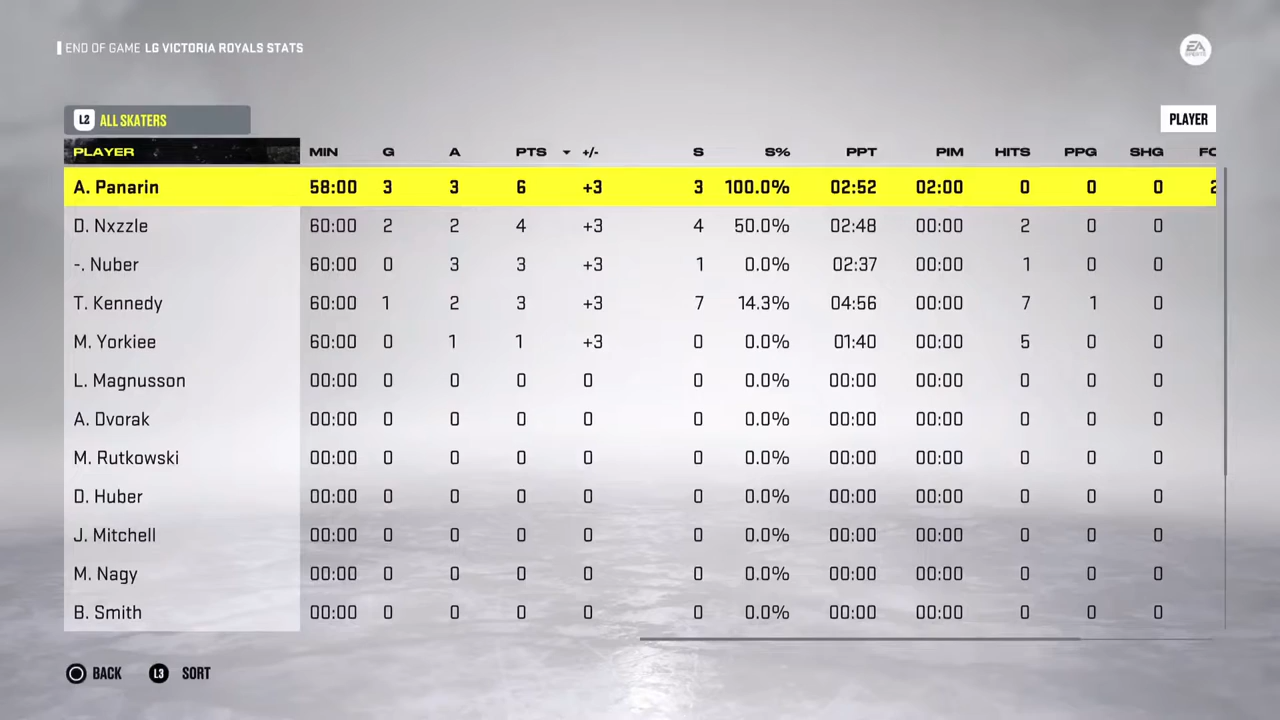 END OF GAME LG VICTORIA ROYALS STATS
EA SPORTS
L2 ALL SKATERS
PLAYER
PLAYER MIN G A PTS +/- S S% PPT PIM HITS PPG SHG
A. Panarin 58:00 3 3 6 +3 3 100.0% 02:52 02:00 0 0 0
D. Nxzzle 60:00 2 2 4 +3 4 50.0% 02:48 00:00 2 0 0
-. Nuber 60:00 0 3 3 +3 1 0.0% 02:37 00:00 1 0 0
T. Kennedy 60:00 1 2 3 +3 7 14.3% 04:56 00:00 7 1 0
M. Yorkiee 60:00 0 1 1 +3 0 0.0% 01:40 00:00 5 0 0
L. Magnusson 00:00 0 0 0 0 0 0.0% 00:00 00:00 0 0 0
A. Dvorak 00:00 0 0 0 0 0 0.0% 00:00 00:00 0 0 0
M. Rutkowski 00:00 0 0 0 0 0 0.0% 00:00 00:00 0 0 0
D. Huber 00:00 0 0 0 0 0 0.0% 00:00 00:00 0 0 0
J. Mitchell 00:00 0 0 0 0 0 0.0% 00:00 00:00 0 0 0
M. Nagy 00:00 0 0 0 0 0 0.0% 00:00 00:00 0 0 0
B. Smith 00:00 0 0 0 0 0 0.0% 00:00 00:00 0 0 0
BACK L3 SORT